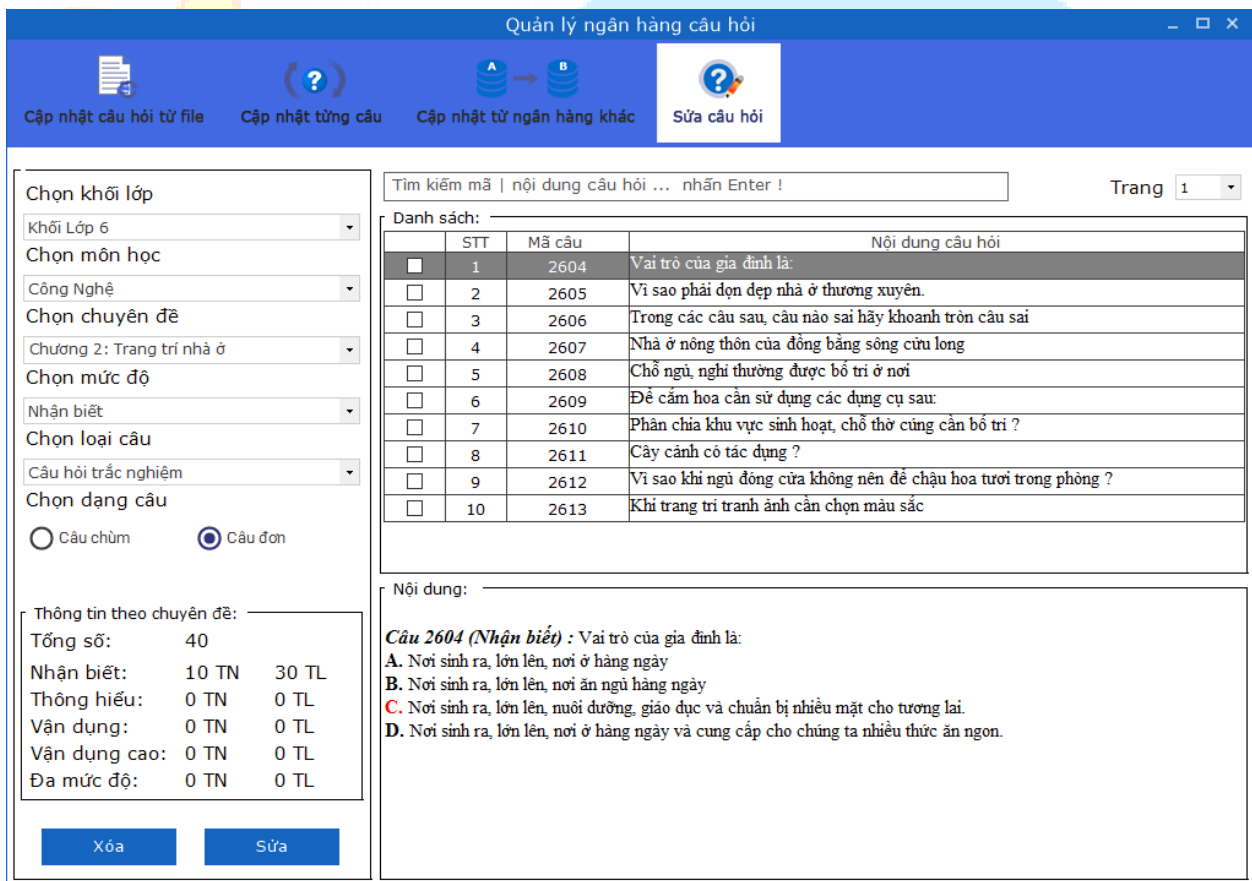 Quản lý ngân hàng câu hỏi
A B
Cập nhật câu hỏi từ file Cập nhật từng câu Cập nhật từ ngân hàng khác Sửa câu hỏi
Chọn khối lớp
Khối Lớp 6
Chọn môn học
Công Nghệ
Chọn chuyên đề
Chương 2: Trang trí nhà ở
Chọn mức độ
Nhận biết
Chọn loại câu
Câu hỏi trắc nghiệm
Chọn dạng câu
Câu chùm Câu đơn
Thông tin theo chuyên đề:
Tổng số: 40
Nhận biết: 10 TN 30 TL
Thông hiểu: 0 TN 0 TL
Vận dụng: 0 TN 0 TL
Vận dụng cao: 0 TN 0 TL
Đa mức độ: 0 TN 0 TL
Xóa Sửa
Tìm kiếm mã | nội dung câu hỏi ... nhấn Enter !
Trang 1
Danh sách:
STT Mã câu Nội dung câu hỏi
1 2604 Vai trò của gia đình là:
2 2605 Vì sao phải dọn dẹp nhà ở thương xuyên.
3 2606 Trong các câu sau, câu nào sai hãy khoanh tròn câu sai
4 2607 Nhà ở nông thôn của đồng bằng sông cửu long
5 2608 Chỗ ngủ, nghỉ thường được bố trí ở nơi
6 2609 Để cắm hoa cần sử dụng các dụng cụ sau:
7 2610 Phân chia khu vực sinh hoạt, chỗ thờ cúng cần bố trí ?
8 2611 Cây cảnh có tác dụng ?
9 2612 Vì sao khi ngủ đóng cửa không nên để chậu hoa tươi trong phòng ?
10 2613 Khi trang trí tranh ảnh cần chọn màu sắc
Nội dung:
Câu 2604 (Nhận biết) : Vai trò của gia đình là:
A. Nơi sinh ra, lớn lên, nơi ở hàng ngày
B. Nơi sinh ra, lớn lên, nơi ăn ngủ hàng ngày
C. Nơi sinh ra, lớn lên, nuôi dưỡng, giáo dục và chuẩn bị nhiều mặt cho tương lai.
D. Nơi sinh ra, lớn lên, nơi ở hàng ngày và cung cấp cho chúng ta nhiều thức ăn ngon.